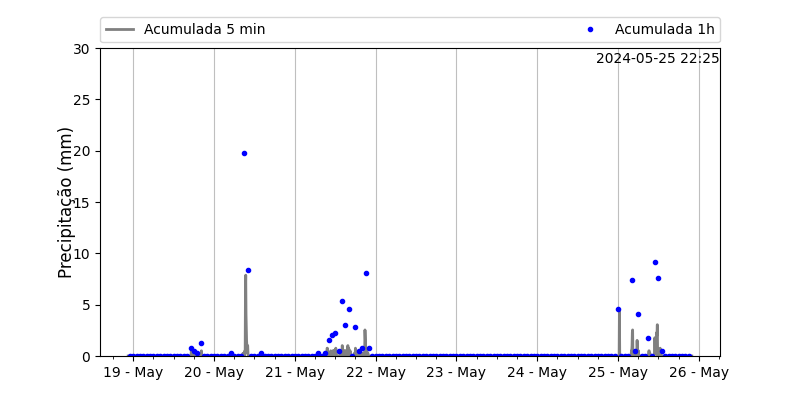 Acumulada 5 min
Acumulada 1h
2024-05-25 22:25
Precipitação (mm)
30
25
20
15
10
5
0
19 - May
20 - May
21 - May
22 - May
23 - May
24 - May
25 - May
26 - May